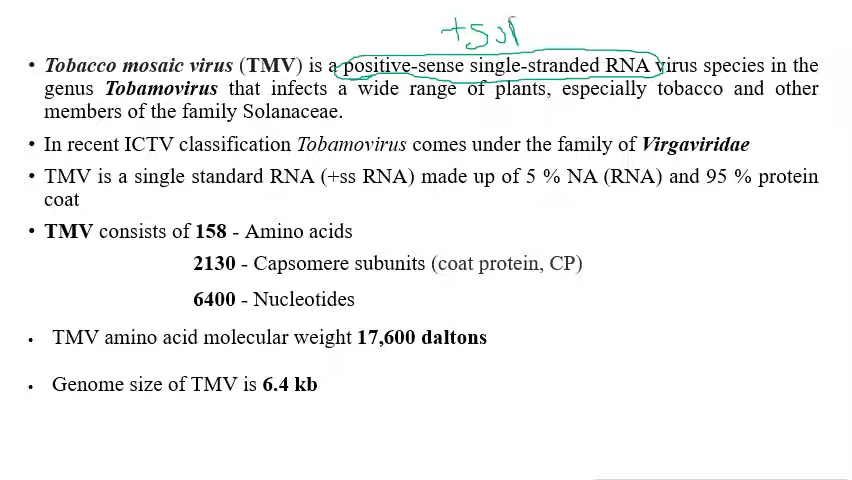 • Tobacco mosaic virus (TMV) is a positive-sense single-stranded RNA virus species in the
genus Tobamovirus that infects a wide range of plants, especially tobacco and other
members of the family Solanaceae.
• In recent ICTV classification Tobamovirus comes under the family of Virgaviridae
• TMV is a single standard RNA (+ss RNA) made up of 5 % NA (RNA) and 95 % protein
coat
• TMV consists of 158 - Amino acids
2130 - Capsomere subunits (coat protein, CP)
6400 - Nucleotides
• TMV amino acid molecular weight 17,600 daltons
• Genome size of TMV is 6.4 kb